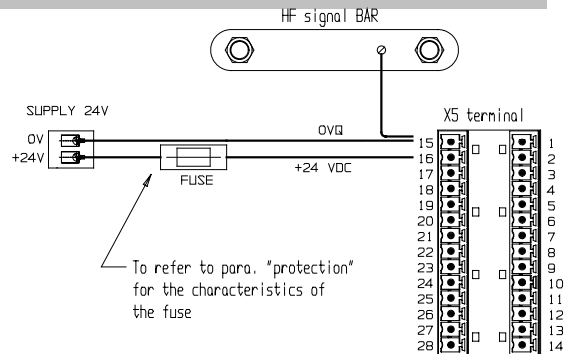 HF signal BAR
SUPPLY 24V
X5 terminal
0V
0VQ
+24V
+24 VDC
FUSE
To refer to para. "protection"
for the characteristics of
the fuse
15 1
16 2
17 3
18 4
19 5
20 6
21 7
22 8
23 9
24 10
25 11
26 12
27 13
28 14